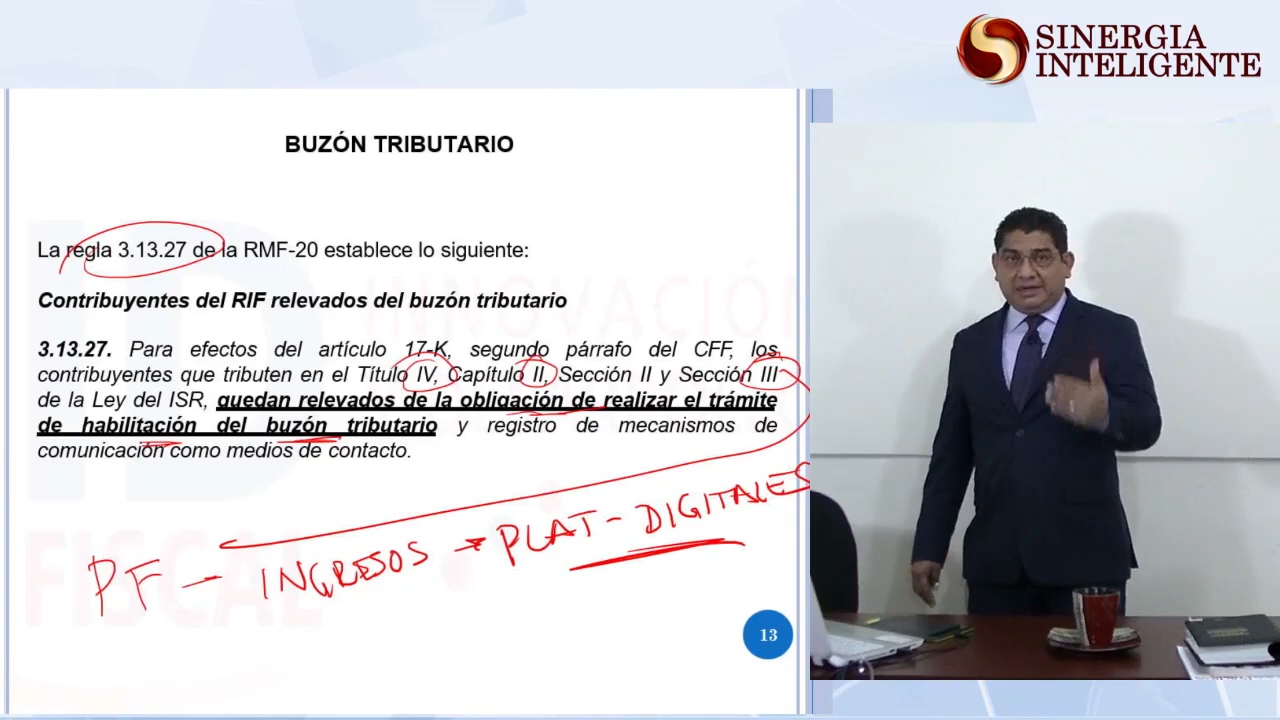 SINERGIA
INTELIGENTE
BUZÓN TRIBUTARIO
La regla 3.13.27 de la RMF-20 establece lo siguiente:
Contribuyentes del RIF relevados del buzón tributario
3.13.27. Para efectos del artículo 17-K, segundo párrafo del CFF, los
contribuyentes que tributen en el Título IV, Capítulo II, Sección II y Sección III
de la Ley del ISR, quedan relevados de la obligación de realizar el trámite
de habilitación del buzón tributario y registro de mecanismos de
comunicación como medios de contacto.
PF - INGRESOS → PLAT- DIGITALES
INNOVACIÓN
FISCAL
13